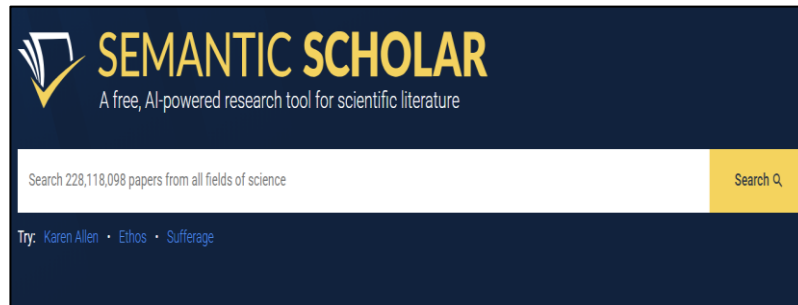 SEMANTIC SCHOLAR
A free, AI-powered research tool for scientific literature
Search 228,118,098 papers from all fields of science
Search
Try: Karen Allen • Ethos • Sufferage